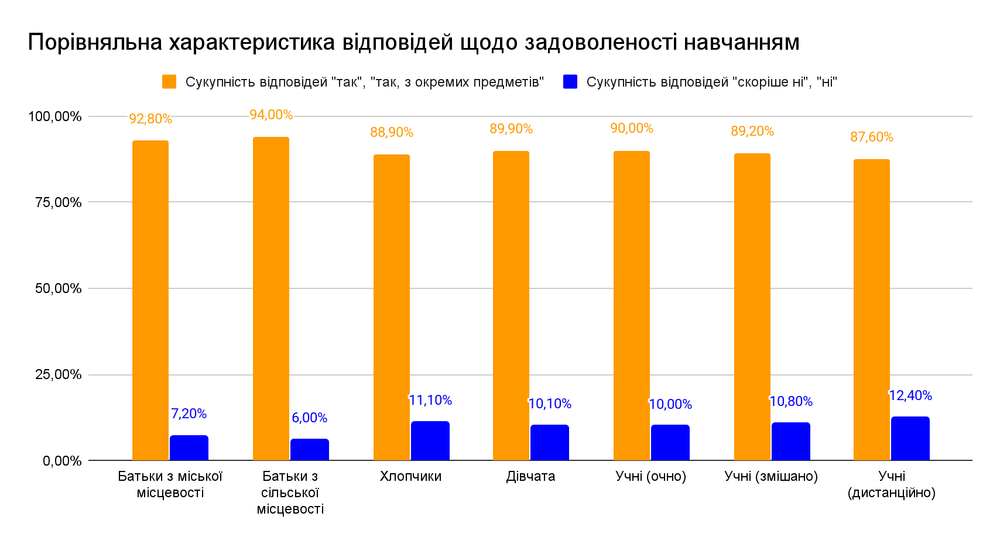 Порівняльна характеристика відповідей щодо задоволеності навчанням
Сукупність відповідей "так", "так, з окремих предметів"
Сукупність відповідей "скоріше ні", "ні"
100,00%
75,00%
50,00%
25,00%
0,00%
92,80%
94,00%
88,90%
89,90%
90,00%
89,20%
87,60%
7,20%
6,00%
11,10%
10,10%
10,00%
10,80%
12,40%
Батьки з міської
місцевості
Батьки з
сільської
місцевості
Хлопчики
Дівчата
Учні (очно)
Учні (змішано)
Учні
(дистанційно)